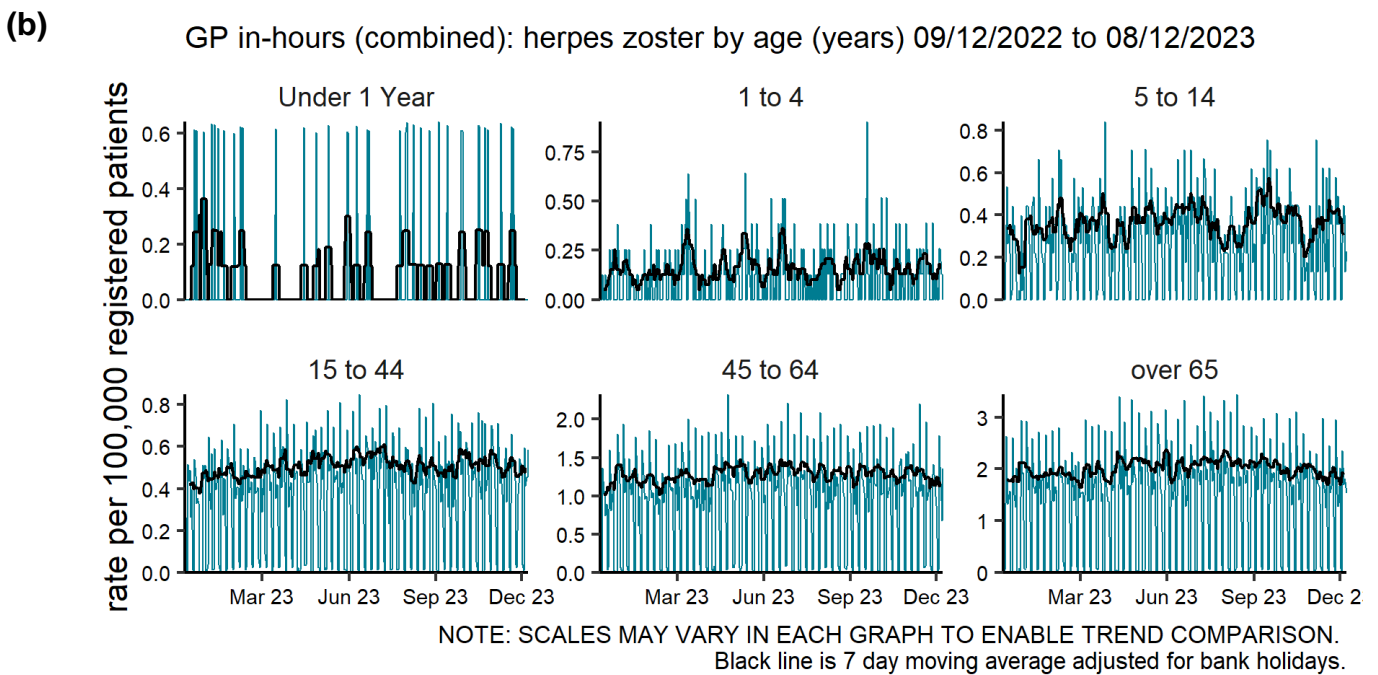 (b)
GP in-hours (combined): herpes zoster by age (years) 09/12/2022 to 08/12/2023
rate per 100,000 registered patients
Under 1 Year
0.6
0.4
0.2
0.0
1 to 4
0.75
0.50
0.25
0.00
5 to 14
0.8
0.6
0.4
0.2
0.0
15 to 44
0.8
0.6
0.4
0.2
0.0
Mar 23 Jun 23 Sep 23 Dec 23
45 to 64
2.0
1.5
1.0
0.5
0.0
Mar 23 Jun 23 Sep 23 Dec 23
over 65
3
2
1
0
Mar 23 Jun 23 Sep 23 Dec 2
NOTE: SCALES MAY VARY IN EACH GRAPH TO ENABLE TREND COMPARISON.
Black line is 7 day moving average adjusted for bank holidays.